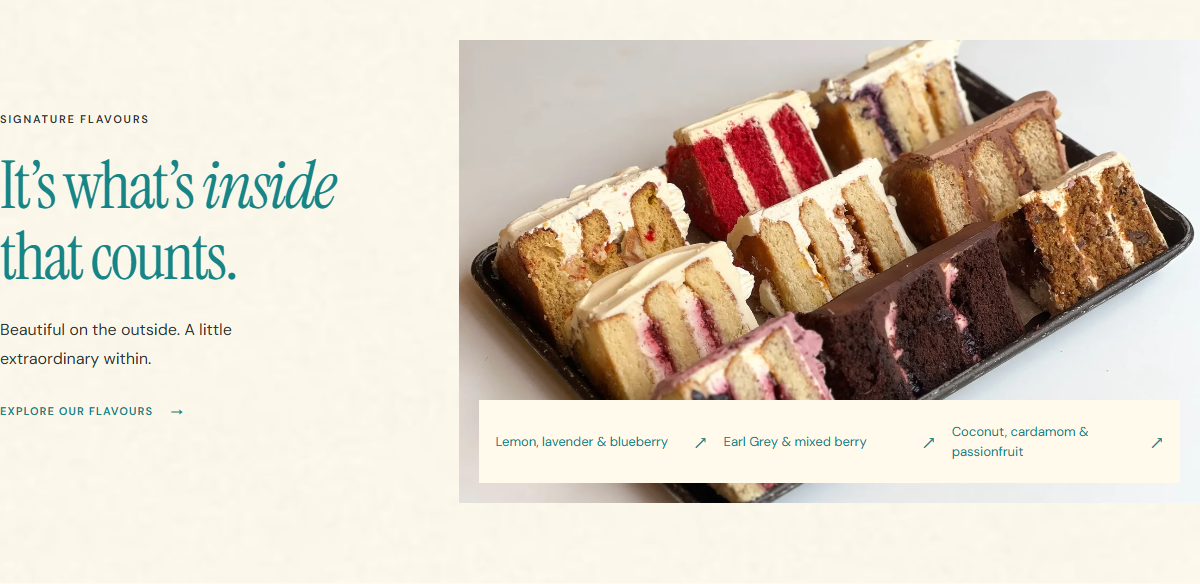 SIGNATURE FLAVOURS
It’s what’s inside
that counts.
Beautiful on the outside. A little
extraordinary within.
EXPLORE OUR FLAVOURS →
Lemon, lavender & blueberry ↗
Earl Grey & mixed berry ↗
Coconut, cardamom &
passionfruit ↗